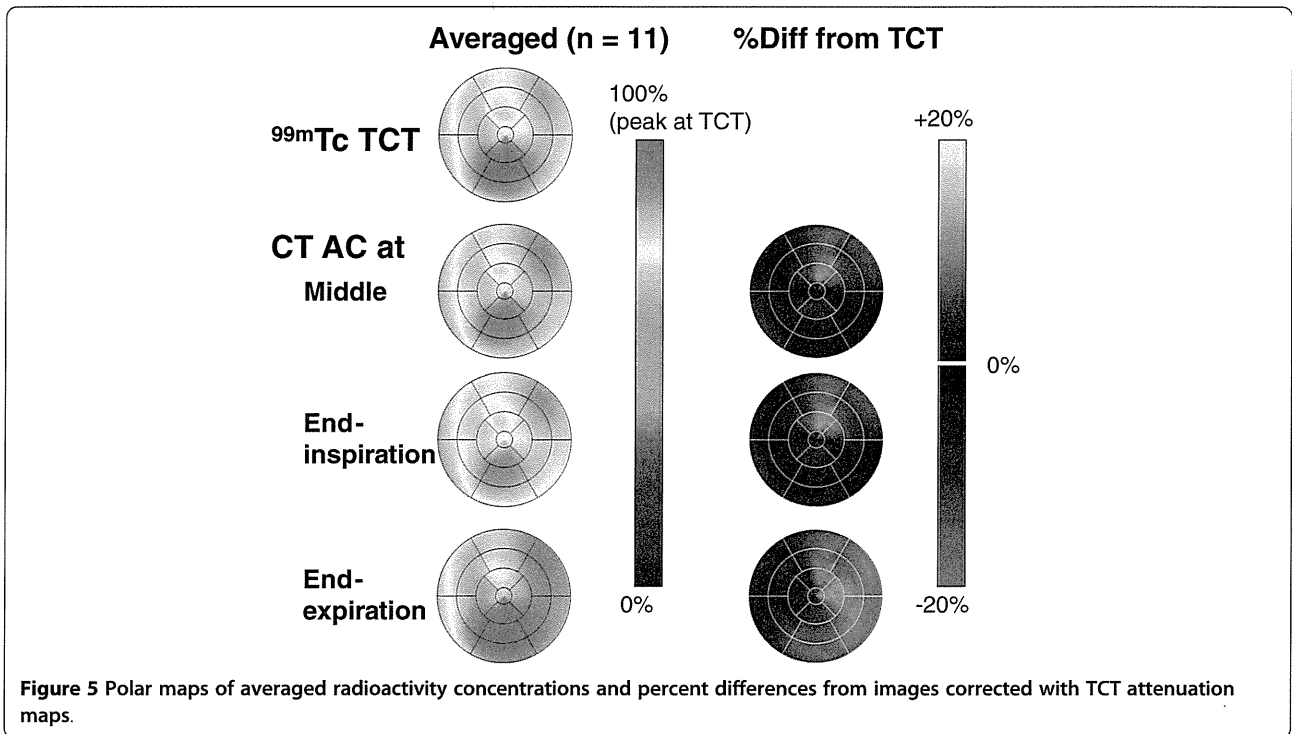 Averaged (n = 11) %Diff from TCT
100%
(peak at TCT)
+20%
99mTc TCT
CT AC at
Middle
0%
End-
inspiration
End-
expiration
0%
-20%
Figure 5 Polar maps of averaged radioactivity concentrations and percent differences from images corrected with TCT attenuation
maps.